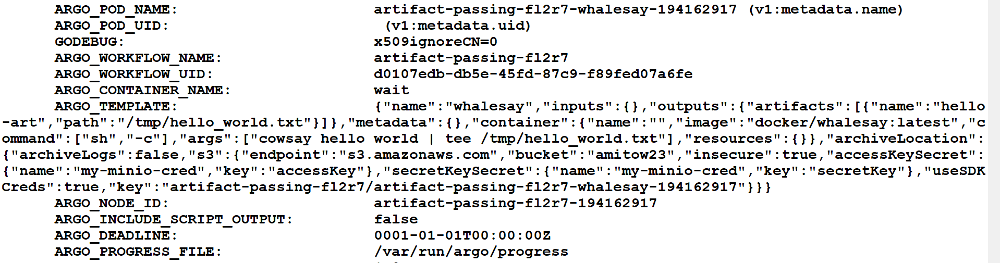 ARGO_POD_NAME: artifact-passing-fl2r7-whalesay-194162917 (v1:metadata.name)
ARGO_POD_UID: (v1:metadata.uid)
GODEBUG: x509ignoreCN=0
ARGO_WORKFLOW_NAME: artifact-passing-fl2r7
ARGO_WORKFLOW_UID: d0107edb-db5e-45fd-87c9-f89fed07a6fe
ARGO_CONTAINER_NAME: wait
ARGO_TEMPLATE: {"name":"whalesay","inputs":{},"outputs":{"artifacts":[{"name":"hello
-art","path":"/tmp/hello_world.txt"}]},"metadata":{},"container":{"name":"","image":"docker/whalesay:latest","c
ommand":["sh","-c"],"args":["cowsay hello world | tee /tmp/hello_world.txt"],"resources":{}},"archiveLocation":
{"archiveLogs":false,"s3":{"endpoint":"s3.amazonaws.com","bucket":"amitow23","insecure":true,"accessKeySecret":
{"name":"my-minio-cred","key":"accessKey"},"secretKeySecret":{"name":"my-minio-cred","key":"secretKey"},"useSDK
Creds":true,"key":"artifact-passing-fl2r7/artifact-passing-fl2r7-whalesay-194162917"}}}
ARGO_NODE_ID: artifact-passing-fl2r7-194162917
ARGO_INCLUDE_SCRIPT_OUTPUT: false
ARGO_DEADLINE: 0001-01-01T00:00:00Z
ARGO_PROGRESS_FILE: /var/run/argo/progress